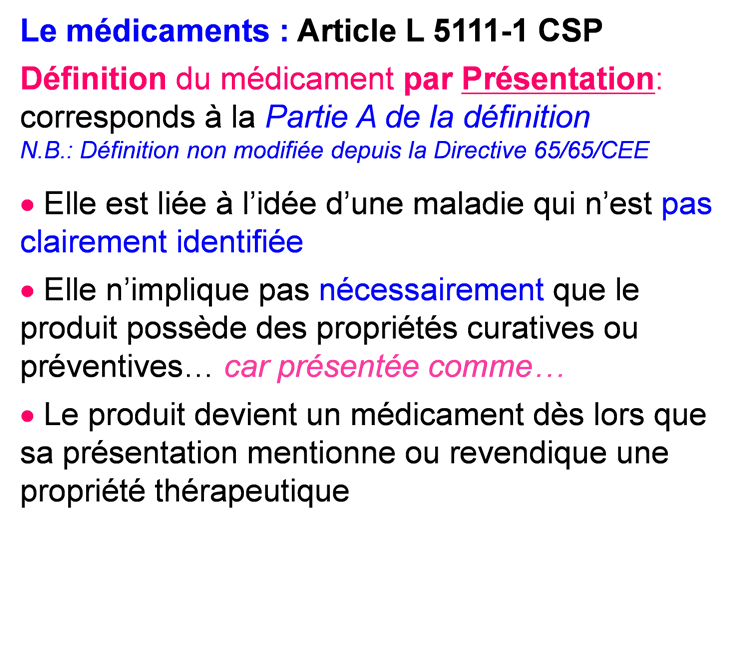 Le médicaments : Article L 5111-1 CSP
Définition du médicament par Présentation:
corresponds à la Partie A de la définition
N.B.: Définition non modifiée depuis la Directive 65/65/CEE
• Elle est liée à l’idée d’une maladie qui n’est pas
clairement identifiée
• Elle n’implique pas nécessairement que le
produit possède des propriétés curatives ou
préventives… car présentée comme…
• Le produit devient un médicament dès lors que
sa présentation mentionne ou revendique une
propriété thérapeutique